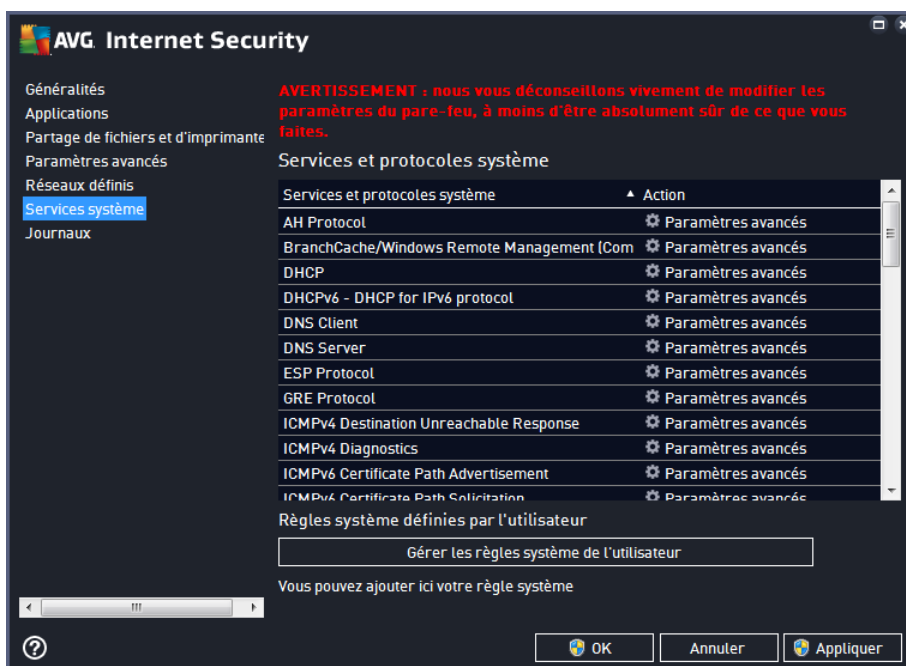 AVG Internet Security
Généralités
Applications
Partage de fichiers et d'imprimante
Paramètres avancés
Réseaux définis
Services système
Journaux
AVERTISSEMENT : nous vous déconseillons vivement de modifier les
paramètres du pare-feu, à moins d'être absolument sûr de ce que vous
faites.
Services et protocoles système
Services et protocoles système Action
AH Protocol Paramètres avancés
BranchCache/Windows Remote Management (Com Paramètres avancés
DHCP Paramètres avancés
DHCPv6 - DHCP for IPv6 protocol Paramètres avancés
DNS Client Paramètres avancés
DNS Server Paramètres avancés
ESP Protocol Paramètres avancés
GRE Protocol Paramètres avancés
ICMPv4 Destination Unreachable Response Paramètres avancés
ICMPv4 Diagnostics Paramètres avancés
ICMPv6 Certificate Path Advertisement Paramètres avancés
ICMPv6 Certificate Path Solicitation Paramètres avancés
Règles système définies par l'utilisateur
Gérer les règles système de l'utilisateur
Vous pouvez ajouter ici votre règle système
OK Annuler Appliquer